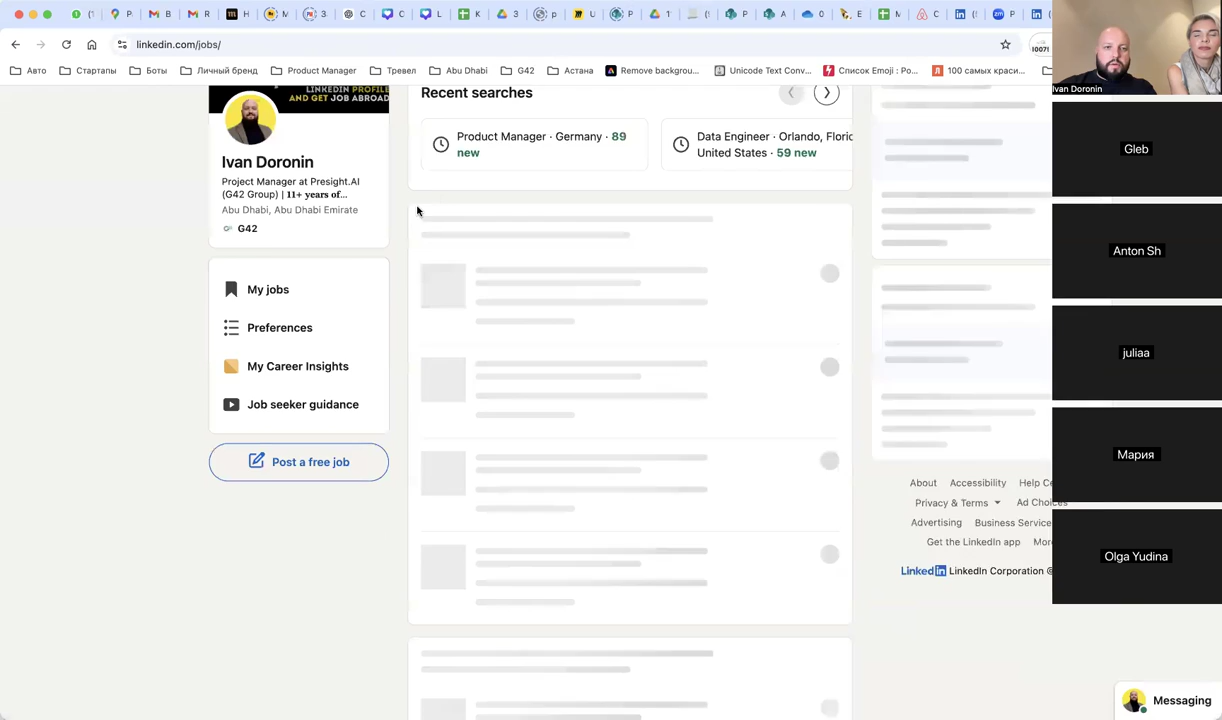 linkedin.com/jobs/
Авто
Стартапы
Боты
Личный бренд
Product Manager
Тревел
Abu Dhabi
G42
Астана
Remove backgrou...
Unicode Text Conv...
Список Emoji : Po...
100 самых краси...
LINKEDIN PROFILE
AND GET JOB ABROAD
Ivan Doronin
Project Manager at Presight.AI
(G42 Group) | 11+ years of...
Abu Dhabi, Abu Dhabi Emirate
G42
My jobs
Preferences
My Career Insights
Job seeker guidance
Post a free job
Recent searches
Product Manager · Germany · 89
new
Data Engineer · Orlando, Floric
United States · 59 new
About Accessibility Help Ce
Privacy & Terms Ad Choices
Advertising Business Service
Get the LinkedIn app Mor
LinkedIn LinkedIn Corporation ©
Ivan Doronin
Gleb
Anton Sh
juliaa
Мария
Olga Yudina
Messaging